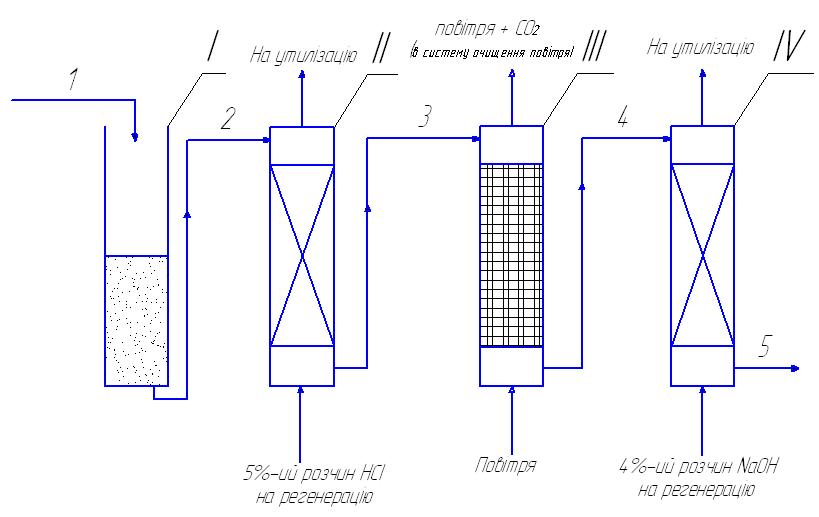 I
На утилізацію
II
повітря + CO₂
(в систему очищення повітря)
III
На утилізацію
IV
1
2
3
4
5
5%-ий розчин HCl
на регенерацію
Повітря
4%-ий розчин NaOH
на регенерацію